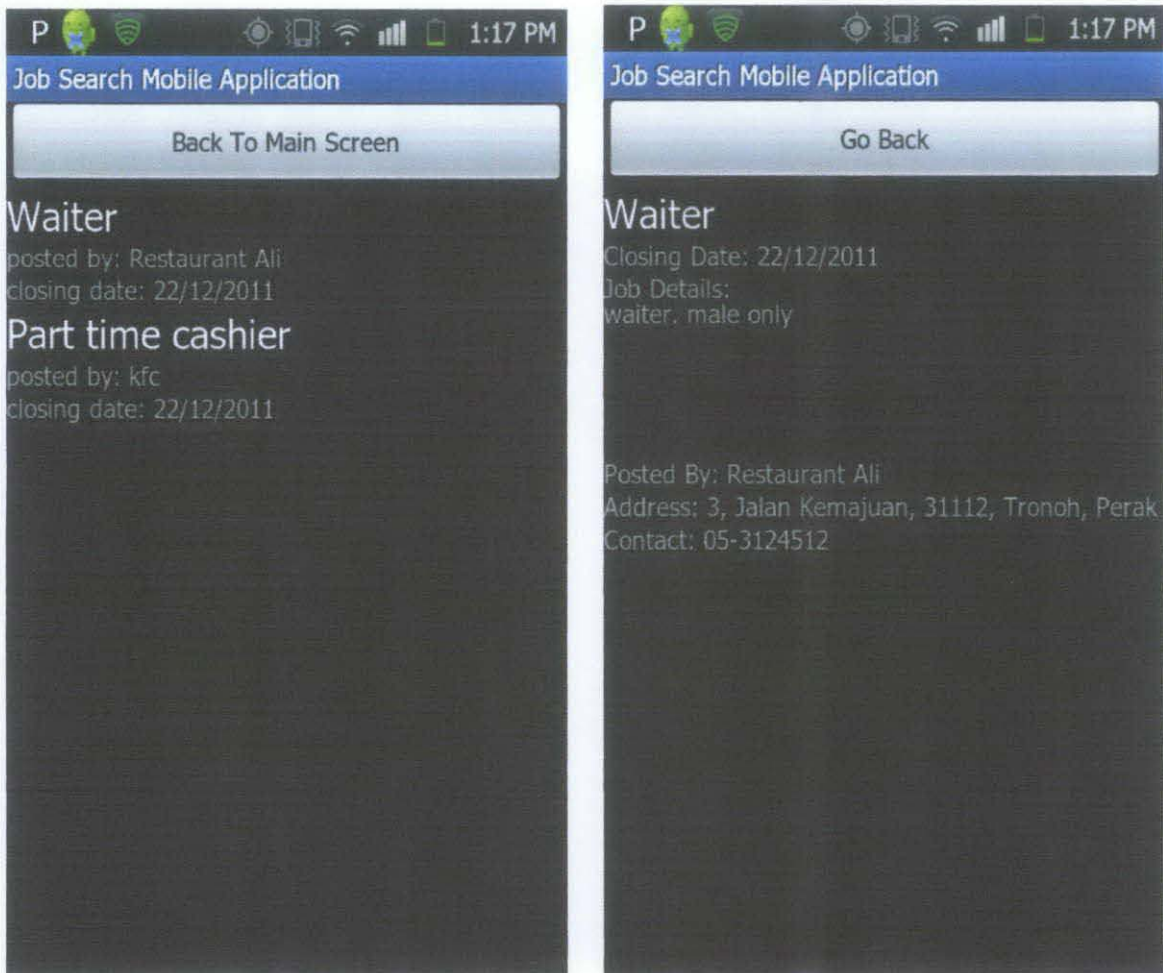 P 1:17 PM
Job Search Mobile Application
Back To Main Screen
Waiter
posted by: Restaurant Ali
closing date: 22/12/2011
Part time cashier
posted by: kfc
closing date: 22/12/2011
P 1:17 PM
Job Search Mobile Application
Go Back
Waiter
Closing Date: 22/12/2011
Job Details:
waiter. male only
Posted By: Restaurant Ali
Address: 3, Jalan Kemajuan, 31112, Tronoh, Perak
Contact: 05-3124512